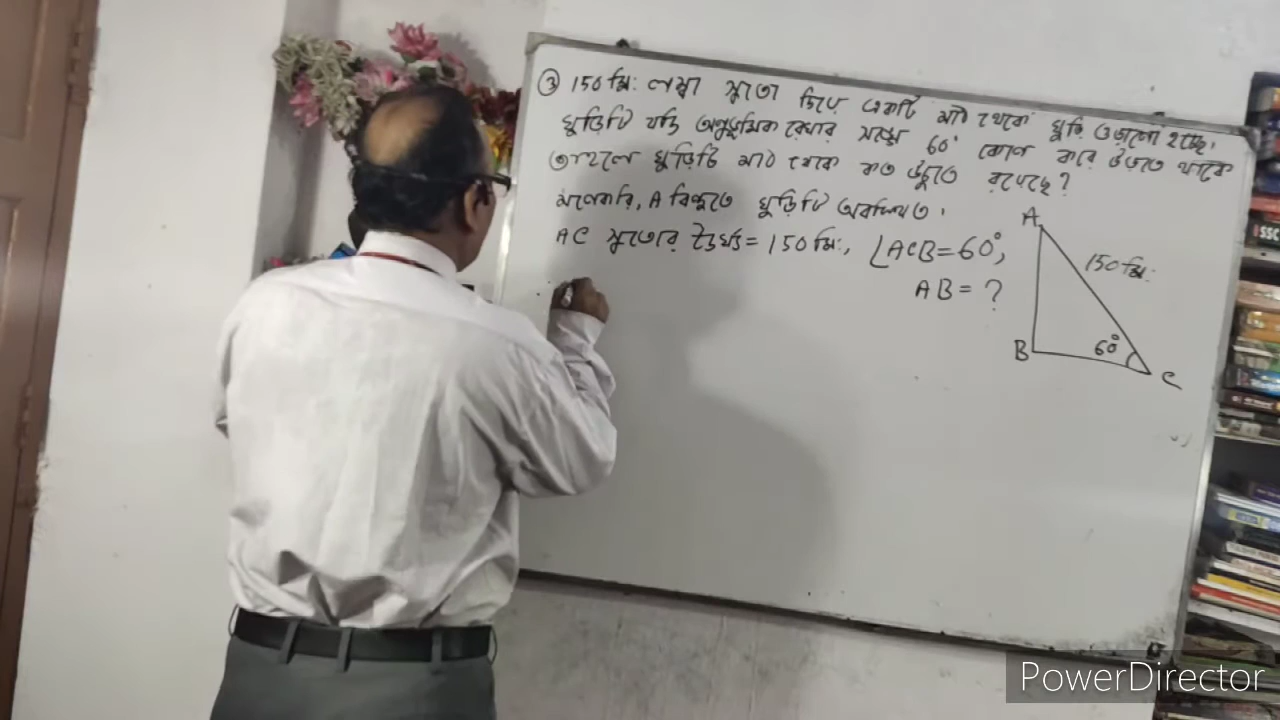 ③ 150 মি: লম্বা সুতো দিয়ে একটি মাঠ থেকে ঘুড়ি ওড়ানো হচ্ছে।
ঘুড়িটি যদি অনুভূমিক রেখার সঙ্গে 60° কোণ করে উড়তে থাকে
তাহলে ঘুড়িটি মাঠ থেকে কত উঁচুতে রয়েছে?
মনেকরি, A বিন্দুতে ঘুড়িটি অবস্থিত।
AC সুতোর দৈর্ঘ্য = 150 মি:, ∠ACB = 60°,
AB = ?
A
150 মি:
B
60°
C
SSC
PowerDirector